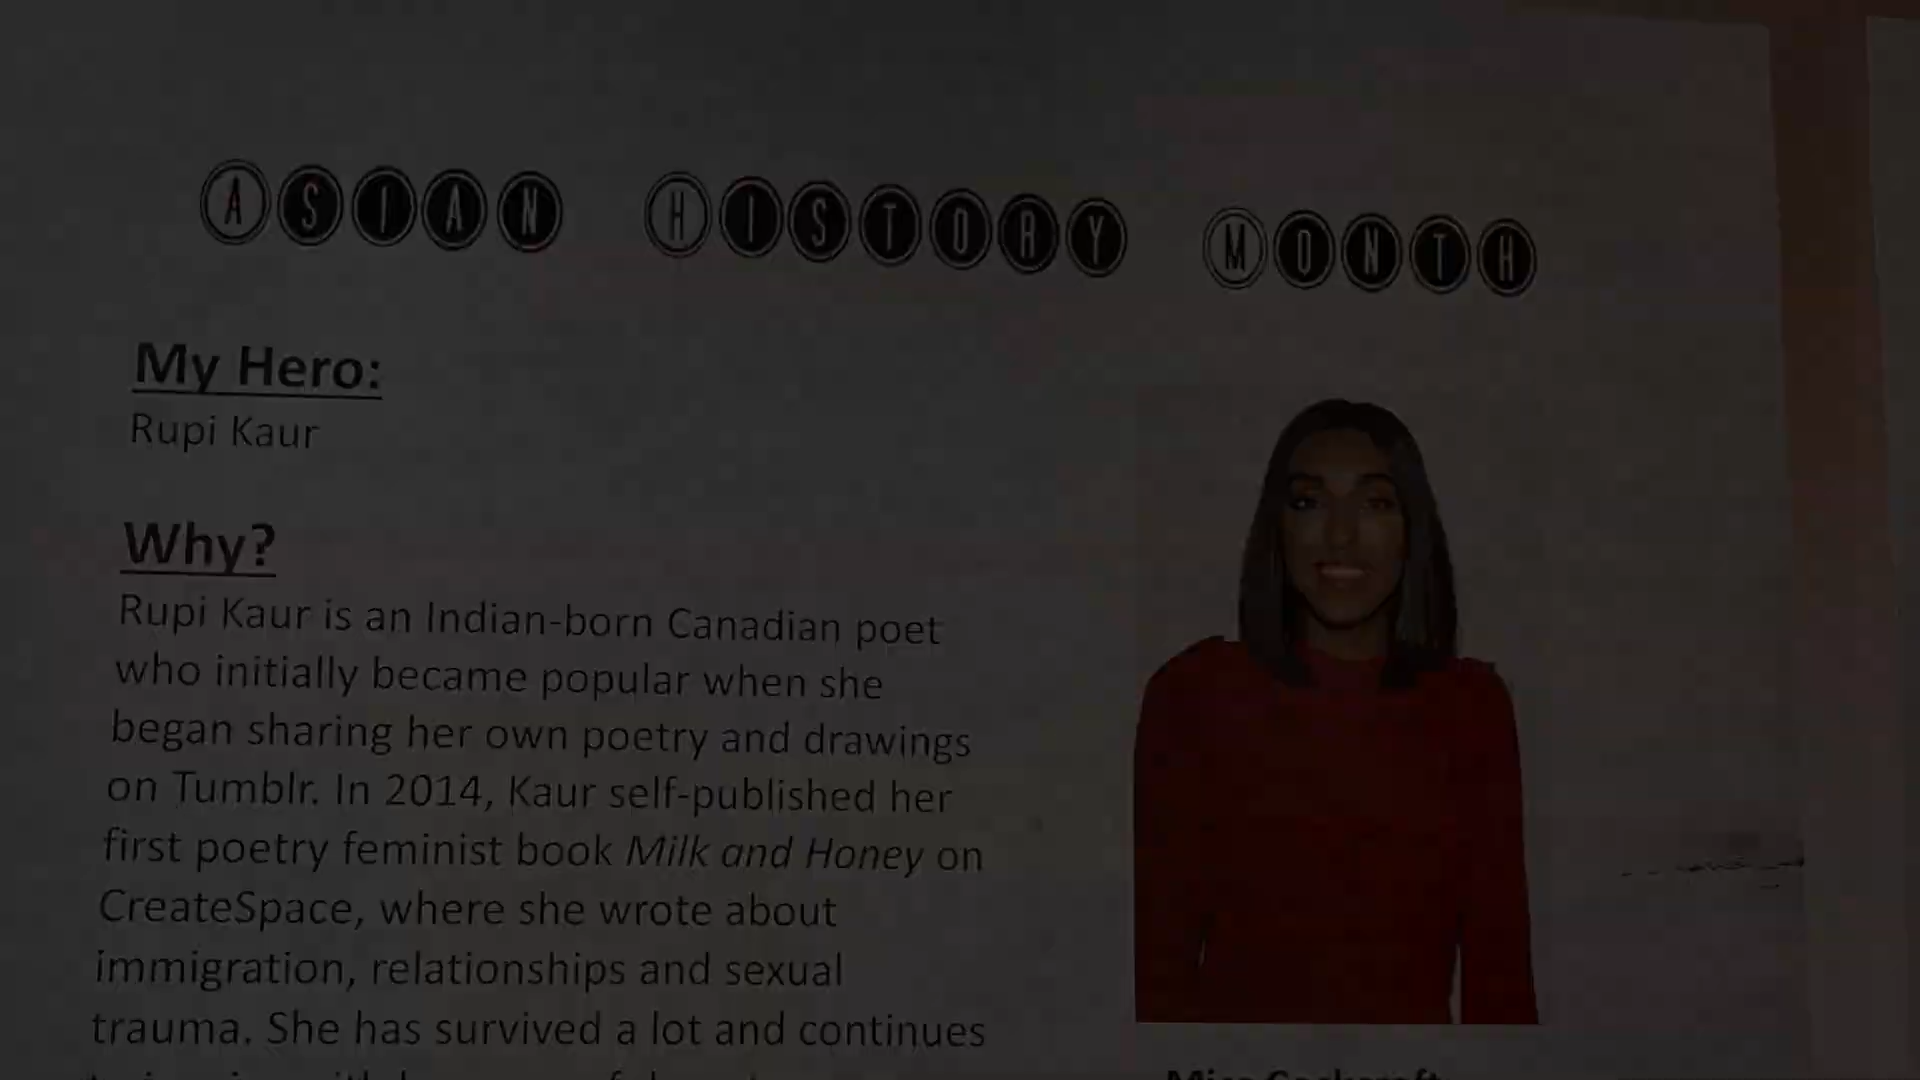 ASIAN HISTORY MONTH
My Hero:
Rupi Kaur
Why?
Rupi Kaur is an Indian-born Canadian poet
who initially became popular when she
began sharing her own poetry and drawings
on Tumblr. In 2014, Kaur self-published her
first poetry feminist book Milk and Honey on
CreateSpace, where she wrote about
immigration, relationships and sexual
trauma. She has survived a lot and continues